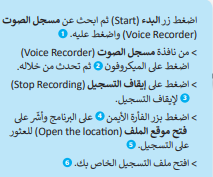 اضغط زر البدء (Start) ثم ابحث عن مسجل الصوت
(Voice Recorder) واضغط عليه. 1
> من نافذة مسجل الصوت (Voice Recorder)
اضغط على الميكروفون 2 ثم تحدث من خلاله.
> اضغط على إيقاف التسجيل (Stop Recording)
3 لإيقاف التسجيل.
> اضغط بزر الفأرة الأيمن 4 على البرنامج وأشّر على
فتح موقع الملف (Open the location) للعثور
على التسجيل. 5
> افتح ملف التسجيل الخاص بك. 6